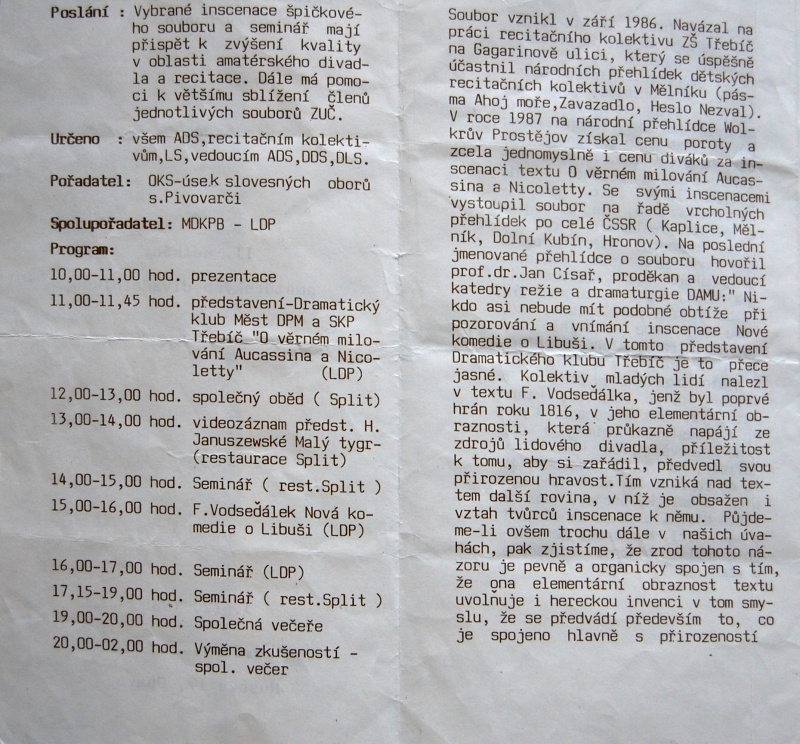 Poslání : Vybrané inscenace špičkové-
ho souboru a seminář mají
přispět k zvýšení kvality
v oblasti amatérského divad-
la a recitace. Dále má pomo-
ci k většímu sblížení členů
jednotlivých souborů ZUČ.
Určeno : všem ADS,recitačním kolekti-
vům,LS,vedoucím ADS,DDS,DLS.
Pořadatel: OKS-úsek slovesných oborů
s.Pivovarči
Spolupořadatel: MDKPB - LDP
Program:
10,00-11,00 hod. prezentace
11,00-11,45 hod. představení-Dramatický
klub Měst DPM a SKP
Třebíč "O věrném milo-
vání Aucassina a Nico-
letty" (LDP)
12,00-13,00 hod. společný oběd ( Split)
13,00-14,00 hod. videozáznam předst. H.
Januszewské Malý tygr-
(restaurace Split)
14,00-15,00 hod. Seminář ( rest.Split )
15,00-16,00 hod. F.Vodseďálek Nová ko-
medie o Libuši (LDP)
16,00-17,00 hod. Seminář (LDP)
17,15-19,00 hod. Seminář ( rest.Split )
19,00-20,00 hod. Společná večeře
20,00-02,00 hod. Výměna zkušeností -
spol. večer
Soubor vznikl v září 1986. Navázal na
práci recitačního kolektivu ZŠ Třebíč
na Gagarinově ulici, který se úspěšně
účastnil národních přehlídek dětských
recitačních kolektivů v Mělníku (pás-
ma Ahoj moře,Zavazadlo, Heslo Nezval).
V roce 1987 na národní přehlídce Wol-
krův Prostějov získal cenu poroty a
zcela jednomyslně i cenu diváků za in-
scenaci textu O věrném milování Aucas-
sina a Nicoletty. Se svými inscenacemi
vystoupil soubor na řadě vrcholných
přehlídek po celé ČSSR ( Kaplice, Měl-
ník, Dolní Kubín, Hronov). Na poslední
jmenované přehlídce o souboru hovořil
prof.dr.Jan Císař, proděkan a vedoucí
katedry režie a dramaturgie DAMU:" Ni-
kdo asi nebude mít podobné obtíže při
pozorování a vnímání inscenace Nové
komedie o Libuši. V tomto představení
Dramatického klubu Třebíč je to přece
jasné. Kolektiv mladých lidí nalezl
v textu F. Vodseďálka, jenž byl poprvé
hrán roku 1816, v jeho elementární ob-
raznosti, která průkazně napájí ze
zdrojů lidového divadla, příležitost
k tomu, aby si zařádil, předvedl svou
přirozenou hravost.Tím vzniká nad tex-
tem další rovina, v níž je obsažen i
vztah tvůrců inscenace k němu. Půjde-
me-li ovšem trochu dále v našich úva-
hách, pak zjistíme, že zrod tohoto ná-
zoru je pevně a organicky spojen s tím,
že ona elementární obraznost textu
uvolňuje i hereckou invenci v tom smy-
slu, že se předvádí především to, co
je spojeno hlavně s přirozeností